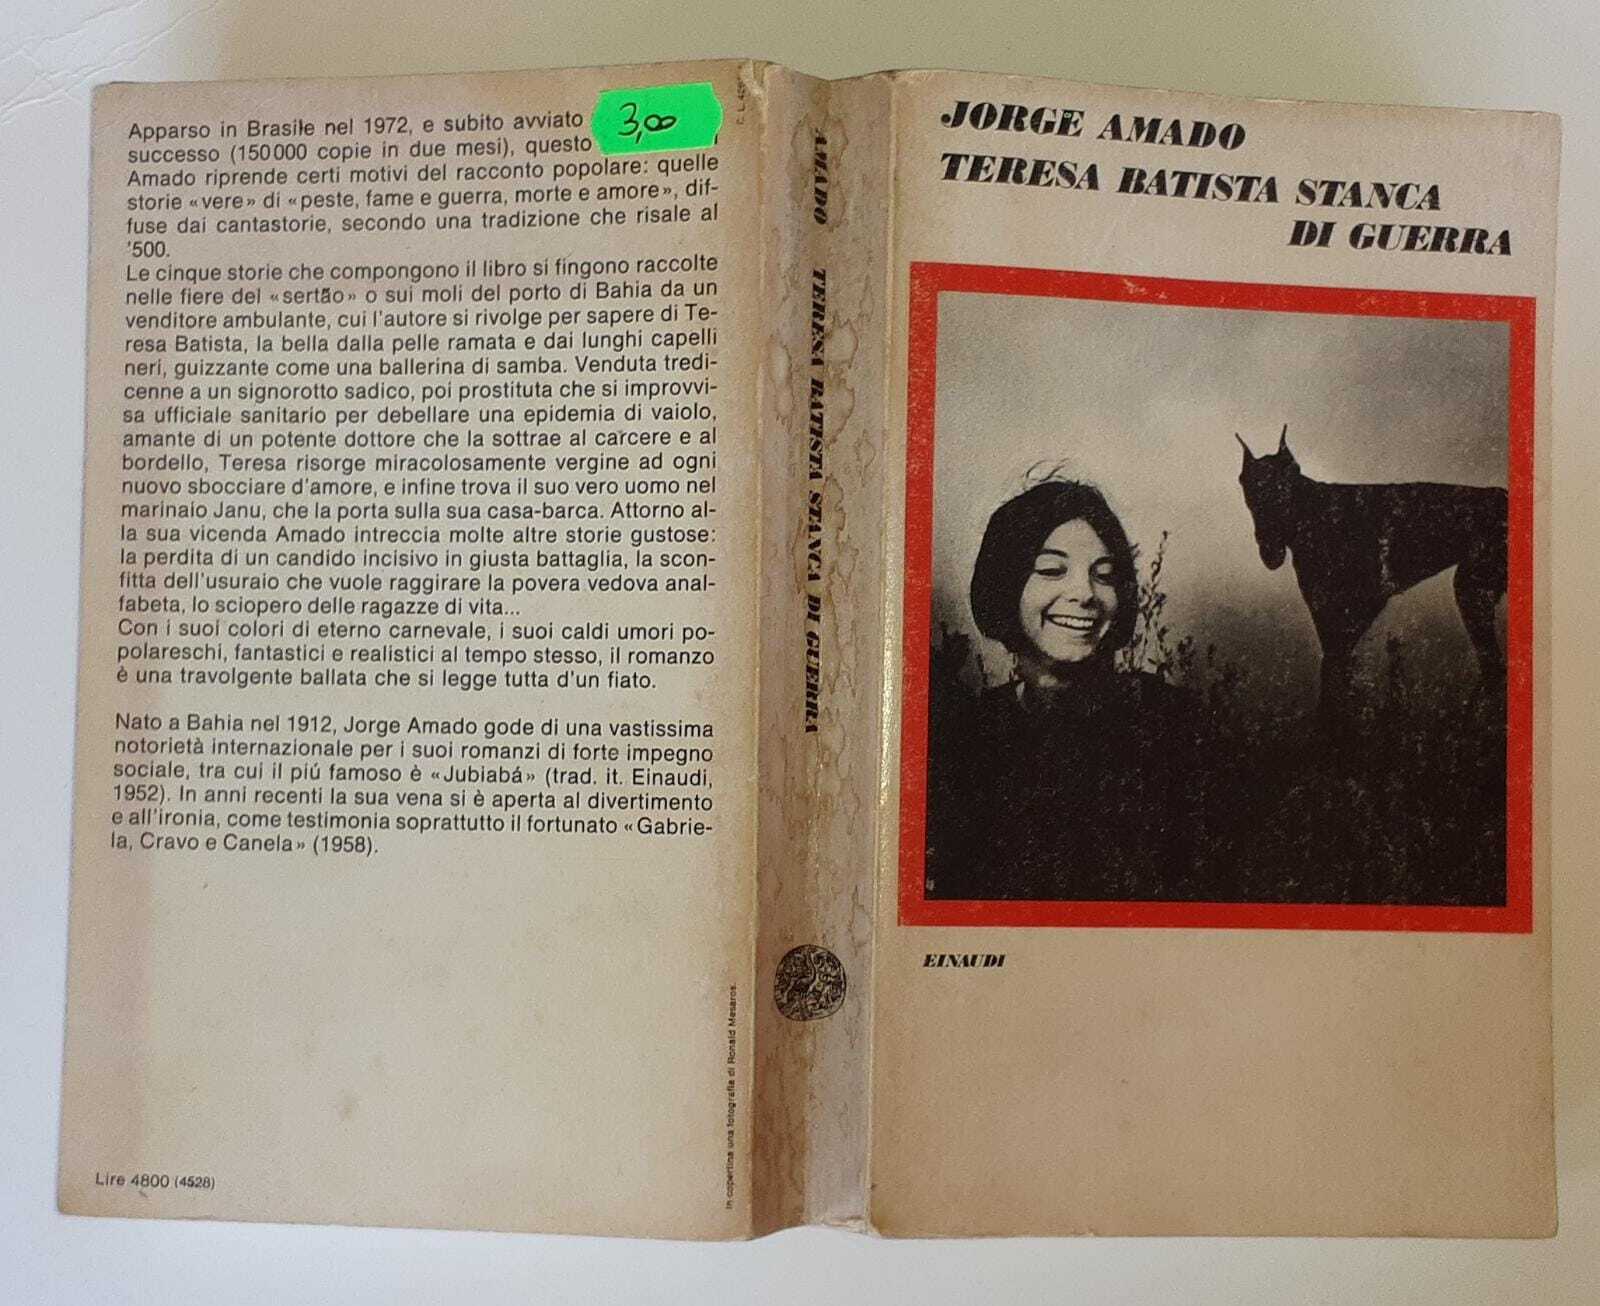 Apparso in Brasile nel 1972, e subito avviato
successo (150000 copie in due mesi), questo
Amado riprende certi motivi del racconto popolare: quelle
storie «vere» di «peste, fame e guerra, morte e amore», dif-
fuse dai cantastorie, secondo una tradizione che risale al
'500.
Le cinque storie che compongono il libro si fingono raccolte
nelle fiere del «sertão» o sui moli del porto di Bahia da un
venditore ambulante, cui l'autore si rivolge per sapere di Te-
resa Batista, la bella dalla pelle ramata e dai lunghi capelli
neri, guizzante come una ballerina di samba. Venduta tredi-
cenne a un signorotto sadico, poi prostituta che si improvvi-
sa ufficiale sanitario per debellare una epidemia di vaiolo,
amante di un potente dottore che la sottrae al carcere e al
bordello, Teresa risorge miracolosamente vergine ad ogni
nuovo sbocciare d'amore, e infine trova il suo vero uomo nel
marinaio Janu, che la porta sulla sua casa-barca. Attorno al-
la sua vicenda Amado intreccia molte altre storie gustose:
la perdita di un candido incisivo in giusta battaglia, la scon-
fitta dell'usuraio che vuole raggirare la povera vedova anal-
fabeta, lo sciopero delle ragazze di vita...
Con i suoi colori di eterno carnevale, i suoi caldi umori po-
polareschi, fantastici e realistici al tempo stesso, il romanzo
è una travolgente ballata che si legge tutta d'un fiato.
Nato a Bahia nel 1912, Jorge Amado gode di una vastissima
notorietà internazionale per i suoi romanzi di forte impegno
sociale, tra cui il piú famoso è «Jubiabá» (trad. it. Einaudi,
1952). In anni recenti la sua vena si è aperta al divertimento
e all'ironia, come testimonia soprattutto il fortunato «Gabrie-
la, Cravo e Canela» (1958).
Lire 4800 (4528)
3,00
In copertina una fotografia di Ronald Mesaros.
AMADO TERESA BATISTA STANCA DI GUERRA
JORGE AMADO
TERESA BATISTA STANCA
DI GUERRA
EINAUDI